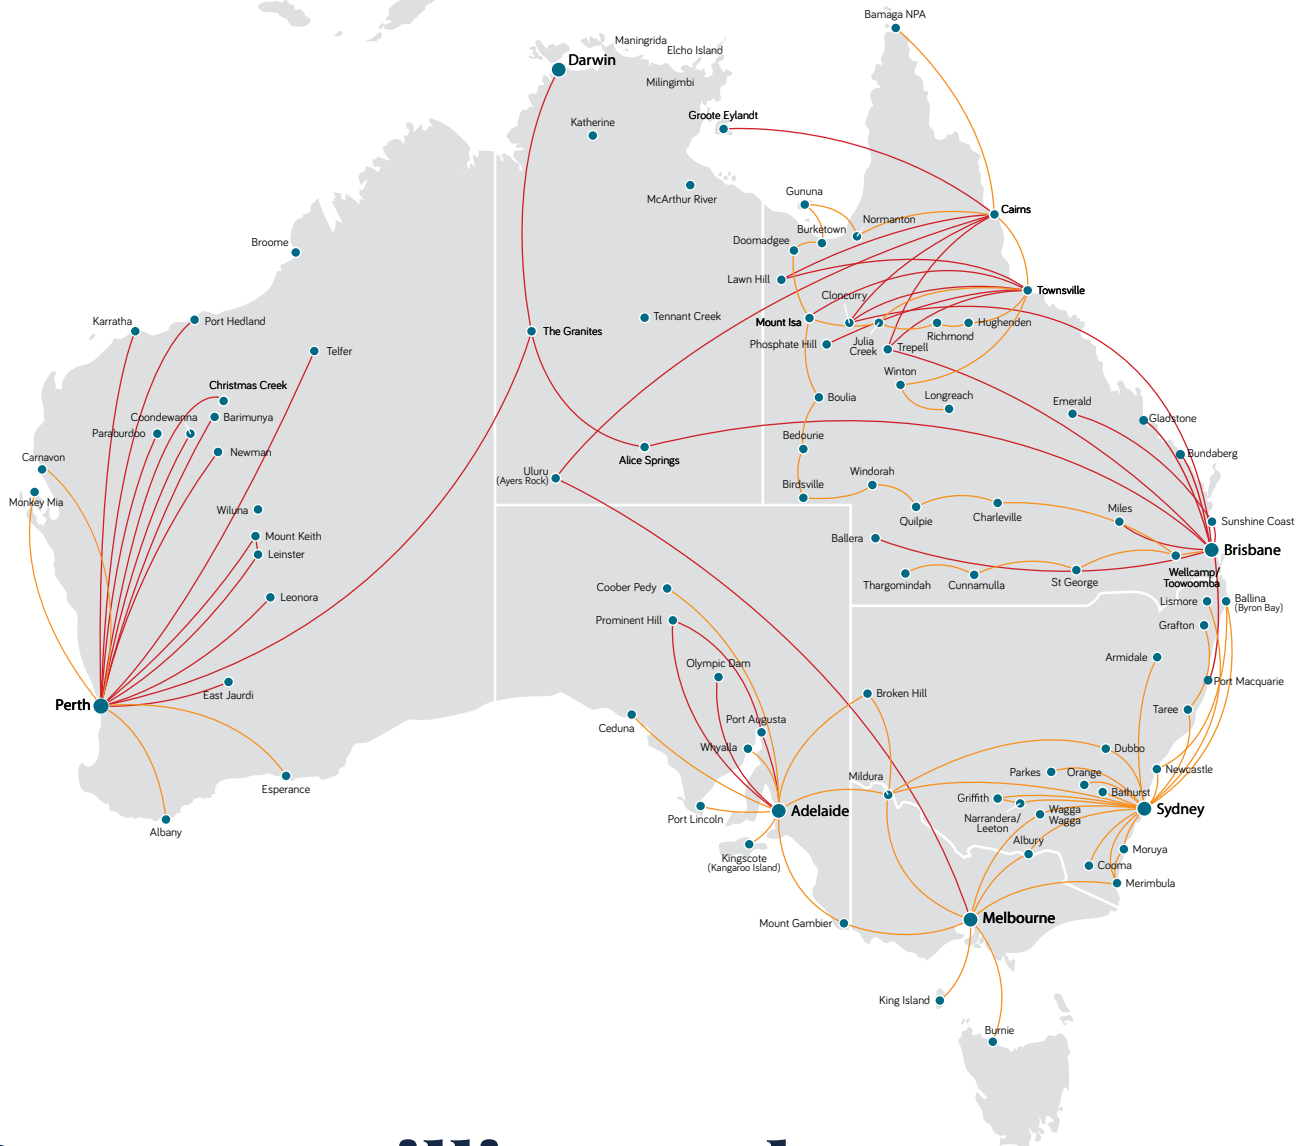 Bamaga NPA
Maningrida
Elcho Island
Darwin
Milingimbi
Groote Eylandt
Katherine
McArthur River
Gununa
Cairns
Normanton
Burketown
Doomadgee
Broome
Lawn Hill
Townsville
Cloncurry
Karratha
Port Hedland
Tennant Creek
Mount Isa
Hughenden
The Granites
Richmond
Phosphate Hill
Julia
Creek
Trepell
Telfer
Winton
Christmas Creek
Longreach
Boulia
Emerald
Coondewanna
Barimunya
Gladstone
Paraburdoo
Bedourie
Newman
Bundaberg
Carnavon
Alice Springs
Uluru
(Ayers Rock)
Windorah
Birdsville
Monkey Mia
Wiluna
Quilpie
Charleville
Miles
Sunshine Coast
Mount Keith
Ballera
Brisbane
Leinster
Wellcamp/
Toowoomba
Thargomindah
Cunnamulla
St George
Coober Pedy
Leonora
Lismore
Ballina
(Byron Bay)
Prominent Hill
Grafton
Olympic Dam
Armidale
East Jaurdi
Broken Hill
Port Macquarie
Perth
Taree
Port Augusta
Ceduna
Whyalla
Dubbo
Mildura
Parkes
Orange
Newcastle
Esperance
Bathurst
Griffith
Port Lincoln
Adelaide
Wagga
Wagga
Sydney
Narrandera/
Leeton
Albany
Albury
Moruya
Kingscote
(Kangaroo Island)
Cooma
Merimbula
Mount Gambier
Melbourne
King Island
Burnie